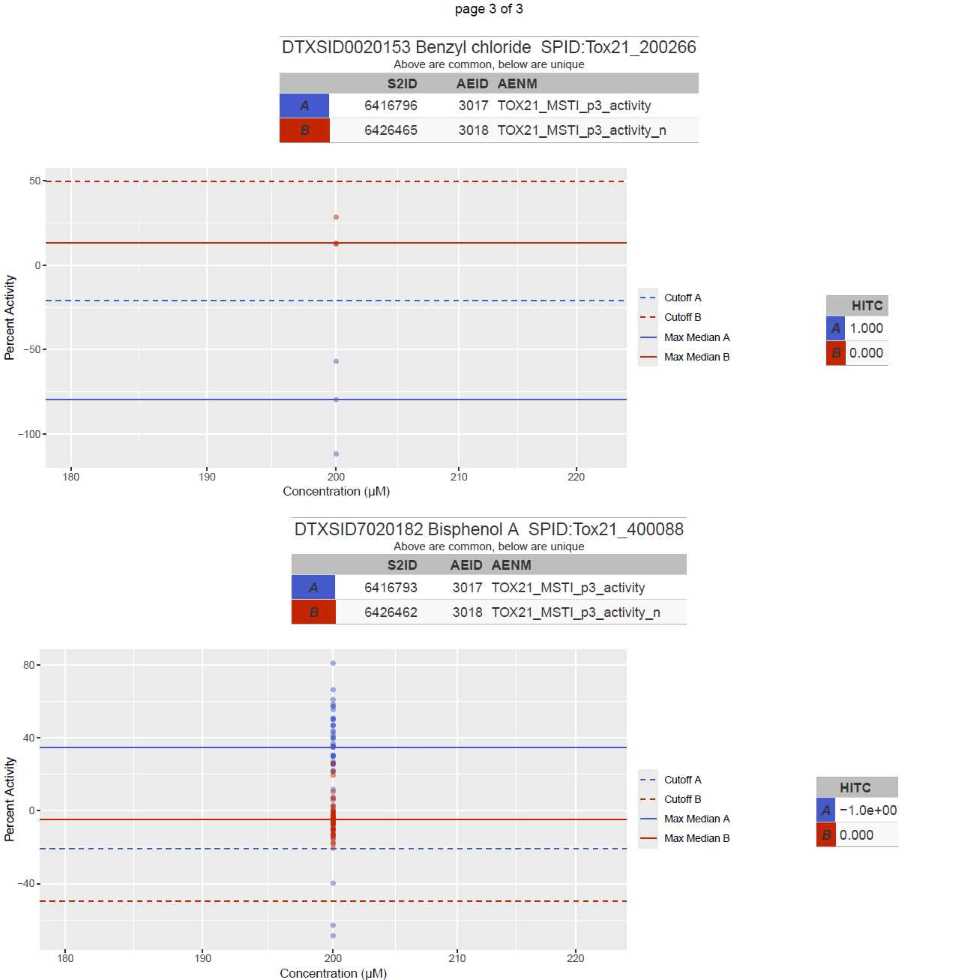 page 3 of 3
DTXSID0020153 Benzyl chloride SPID:Tox21_200266
Above are common, below are unique
S2ID AEID AENM
A 6416796 3017 TOX21_MSTI_p3_activity
B 6426465 3018 TOX21_MSTI_p3_activity_n
50
0
−50
−100
Percent Activity
180 190 200 210 220
Concentration (µM)
Cutoff A
Cutoff B
Max Median A
Max Median B
HITC
A 1.000
B 0.000
DTXSID7020182 Bisphenol A SPID:Tox21_400088
Above are common, below are unique
S2ID AEID AENM
A 6416793 3017 TOX21_MSTI_p3_activity
B 6426462 3018 TOX21_MSTI_p3_activity_n
80
40
0
−40
Percent Activity
180 190 200 210 220
Concentration (µM)
Cutoff A
Cutoff B
Max Median A
Max Median B
HITC
A −1.0e+00
B 0.000